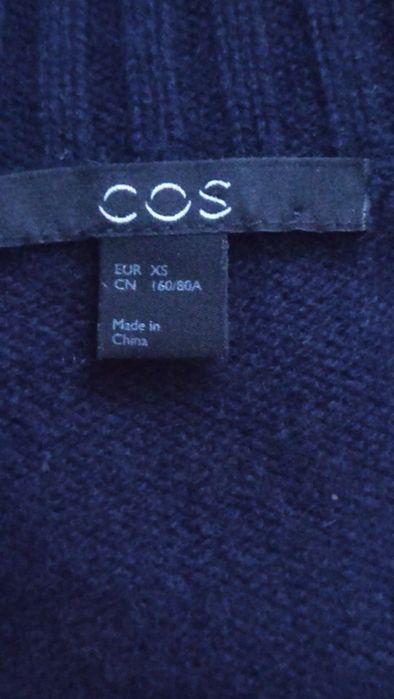 COS
EUR XS
CN 160/80A
Made in
China